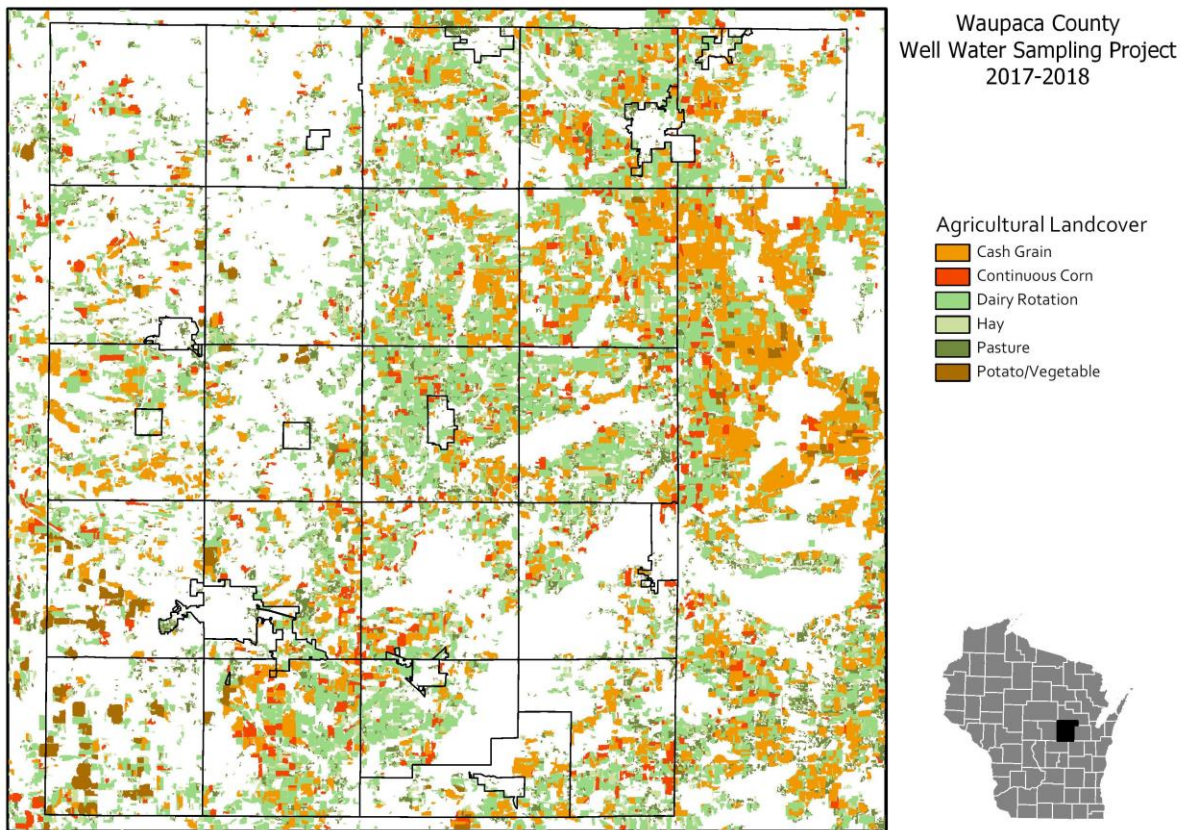 Waupaca County
Well Water Sampling Project
2017-2018
Agricultural Landcover
Cash Grain
Continuous Corn
Dairy Rotation
Hay
Pasture
Potato/Vegetable